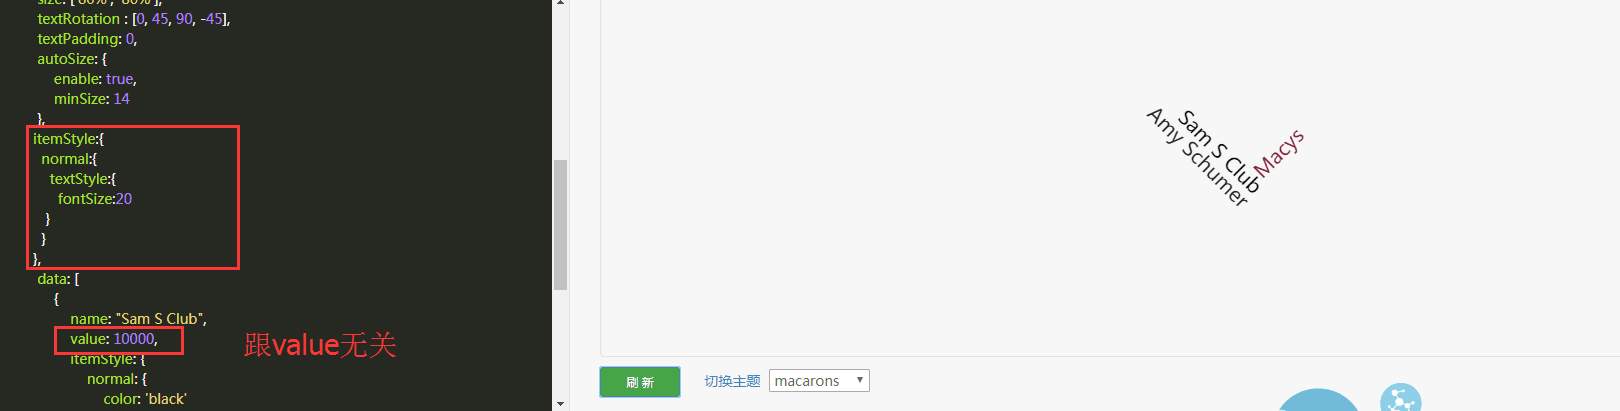 size: ['80%', '80%'],
textRotation : [0, 45, 90, -45],
textPadding: 0,
autoSize: {
enable: true,
minSize: 14
},
itemStyle:{
normal:{
textStyle:{
fontSize:20
}
}
},
data: [
{
name: "Sam S Club",
value: 10000,
跟value无关
itemStyle: {
normal: {
color: 'black'
Sam S Club
Amy Schumer
Macys
刷 新
切换主题
macarons